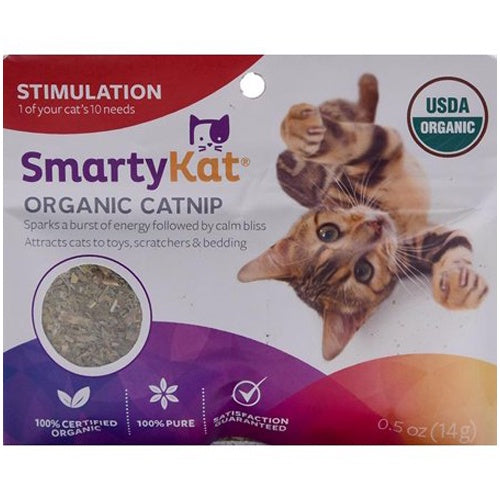 STIMULATION
1 of your cat's 10 needs
USDA
ORGANIC
SmartyKat®
ORGANIC CATNIP
Sparks a burst of energy followed by calm bliss
Attracts cats to toys, scratchers & bedding
100% CERTIFIED
ORGANIC
100% PURE
SATISFACTION
GUARANTEED
0.5 oz (14g)